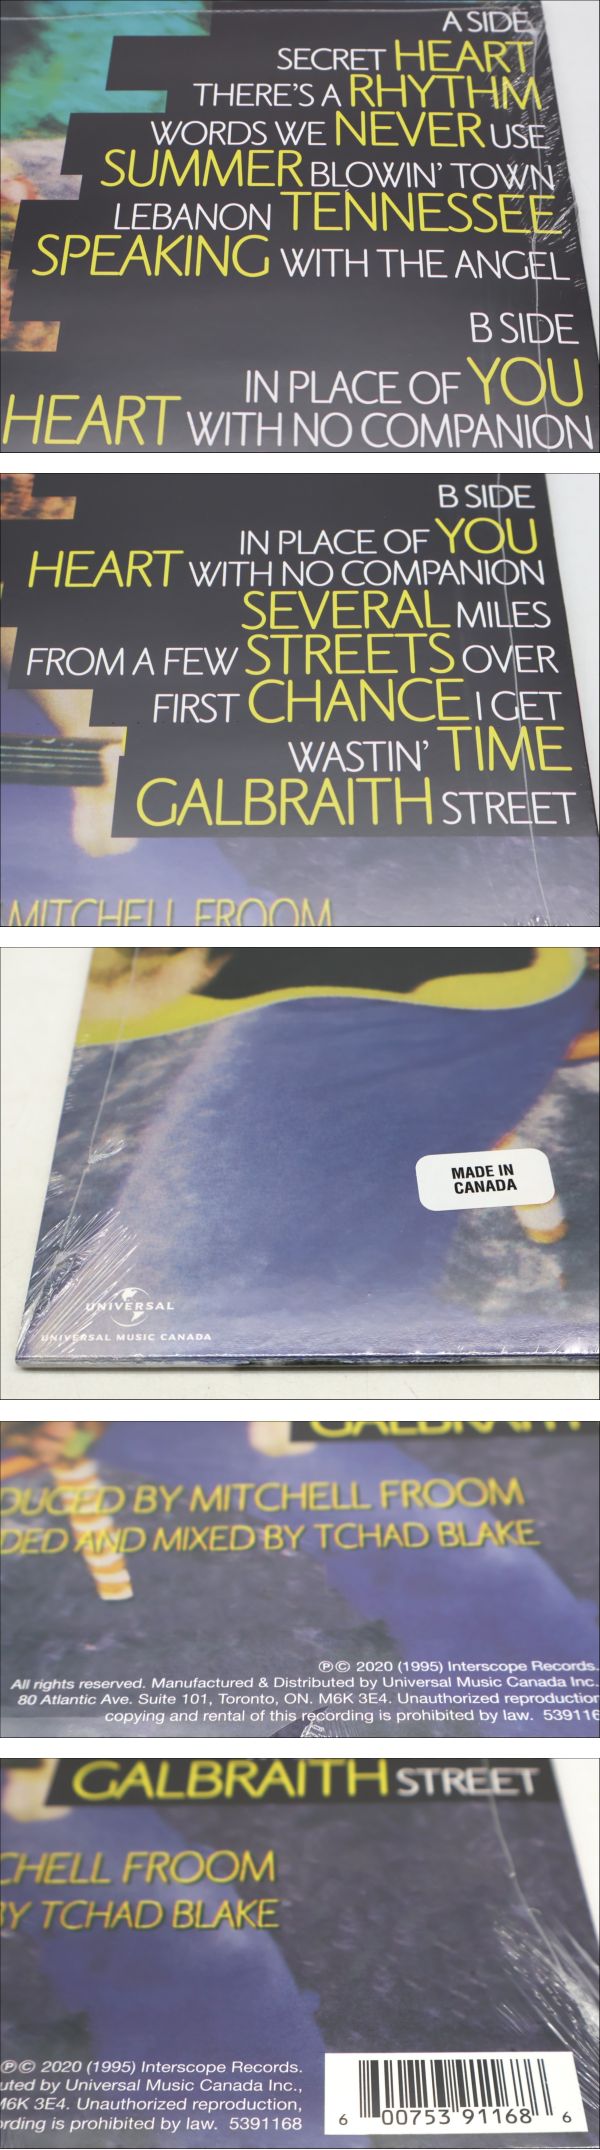 A SIDE
SECRET HEART
THERE'S A RHYTHM
WORDS WE NEVER USE
SUMMER BLOWIN' TOWN
LEBANON TENNESSEE
SPEAKING WITH THE ANGEL
B SIDE
IN PLACE OF YOU
HEART WITH NO COMPANION
B SIDE
IN PLACE OF YOU
HEART WITH NO COMPANION
SEVERAL MILES
FROM A FEW STREETS OVER
FIRST CHANCE I GET
WASTIN' TIME
GALBRAITH STREET
MITCHELL FROOM
MADE IN
CANADA
UNIVERSAL
UNIVERSAL MUSIC CANADA
GALBRAITH
DUCED BY MITCHELL FROOM
DED AND MIXED BY TCHAD BLAKE
℗© 2020 (1995) Interscope Records.
All rights reserved. Manufactured & Distributed by Universal Music Canada Inc.
80 Atlantic Ave. Suite 101, Toronto, ON. M6K 3E4. Unauthorized reproduction
copying and rental of this recording is prohibited by law. 539116
GALBRAITH STREET
CHELL FROOM
BY TCHAD BLAKE
℗© 2020 (1995) Interscope Records.
uted by Universal Music Canada Inc.,
M6K 3E4. Unauthorized reproduction,
ording is prohibited by law. 5391168
6 00753 91168 6